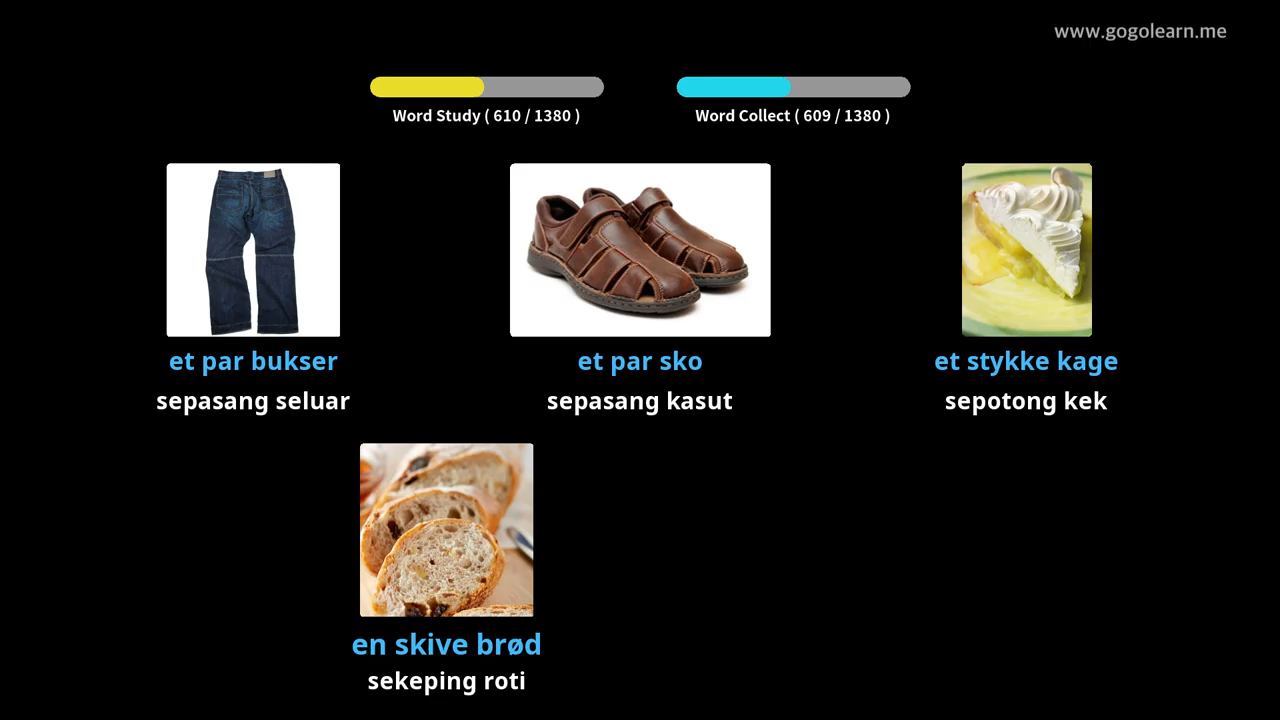 www.gogolearn.me
Word Study ( 610 / 1380 )
Word Collect ( 609 / 1380 )
et par bukser
sepasang seluar
et par sko
sepasang kasut
et stykke kage
sepotong kek
en skive brød
sekeping roti